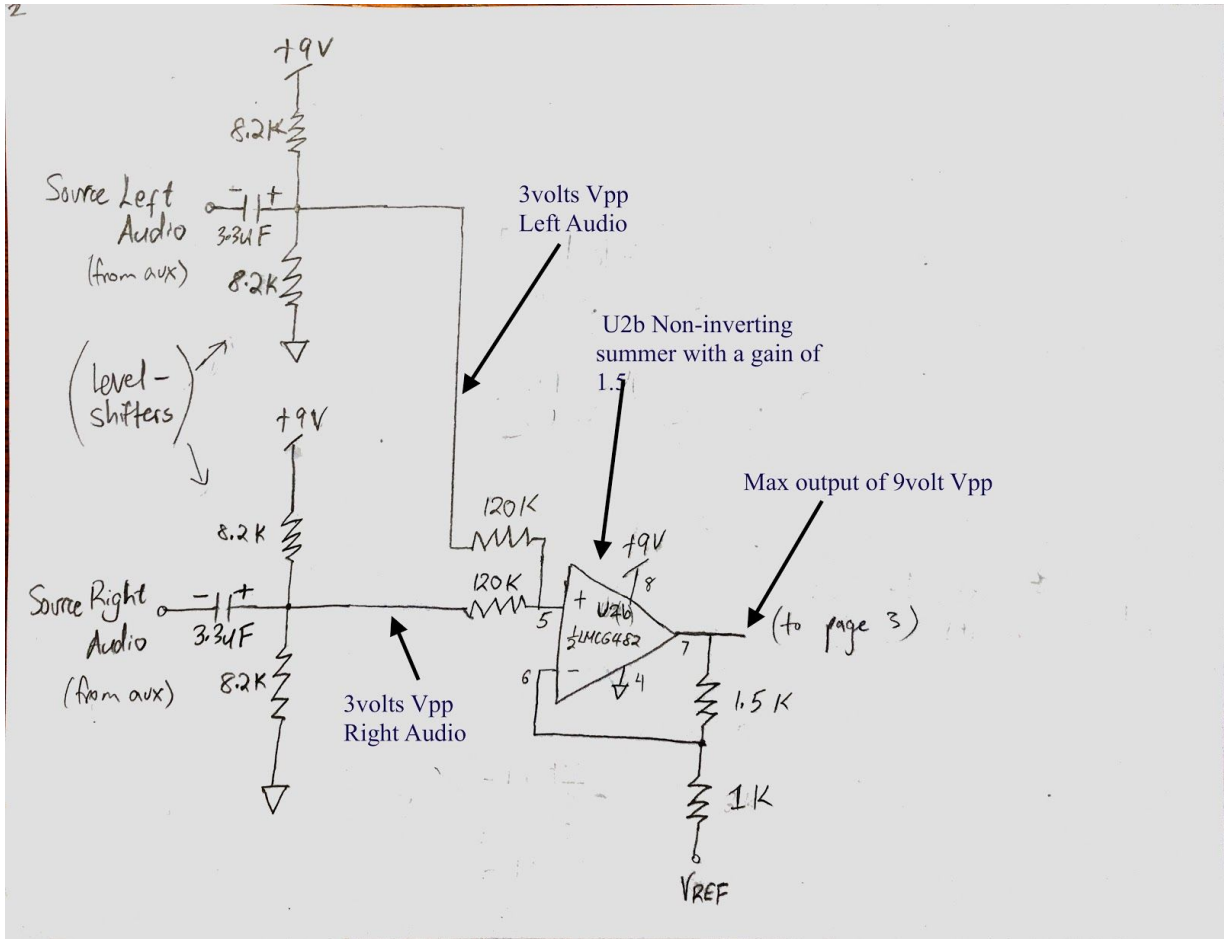 2
+9V
8.2K
Source Left
Audio
(from aux)
- +
3.3uF
8.2K
3volts Vpp
Left Audio
U2b Non-inverting
summer with a gain of
1.5
(Level-
shifters)
+9V
8.2K
120K
120K
Max output of 9volt Vpp
+9V
8
Source Right
Audio
(from aux)
- +
3.3uF
8.2K
5
+
U2b
½LMC6482
-
6
7
4
(to page 3)
3volts Vpp
Right Audio
1.5K
1K
VREF